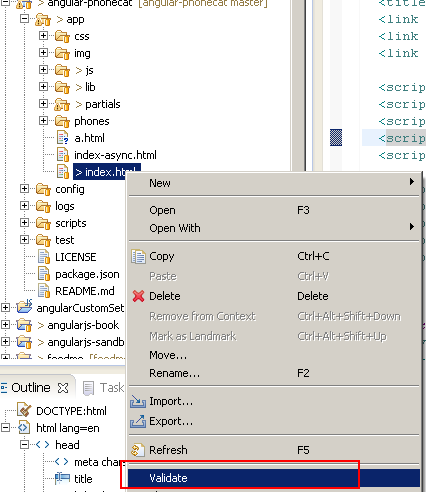 > angular-phonecat [angular-phonecat master]
> app
css
img
> js
> lib
> partials
phones
a.html
index-async.html
> index.html
config
logs
scripts
test
LICENSE
package.json
README.md
angularCustomSet
> angularjs-book
> angularjs-sandb
Outline
Task
DOCTYPE:html
html lang=en
head
meta char
title
<title
<link
<link
<link
<scrip
<scrip
<scrip
<scrip
New
Open F3
Open With
Copy Ctrl+C
Paste Ctrl+V
Delete Delete
Remove from Context Ctrl+Alt+Shift+Down
Mark as Landmark Ctrl+Alt+Shift+Up
Move...
Rename... F2
Import...
Export...
Refresh F5
Validate